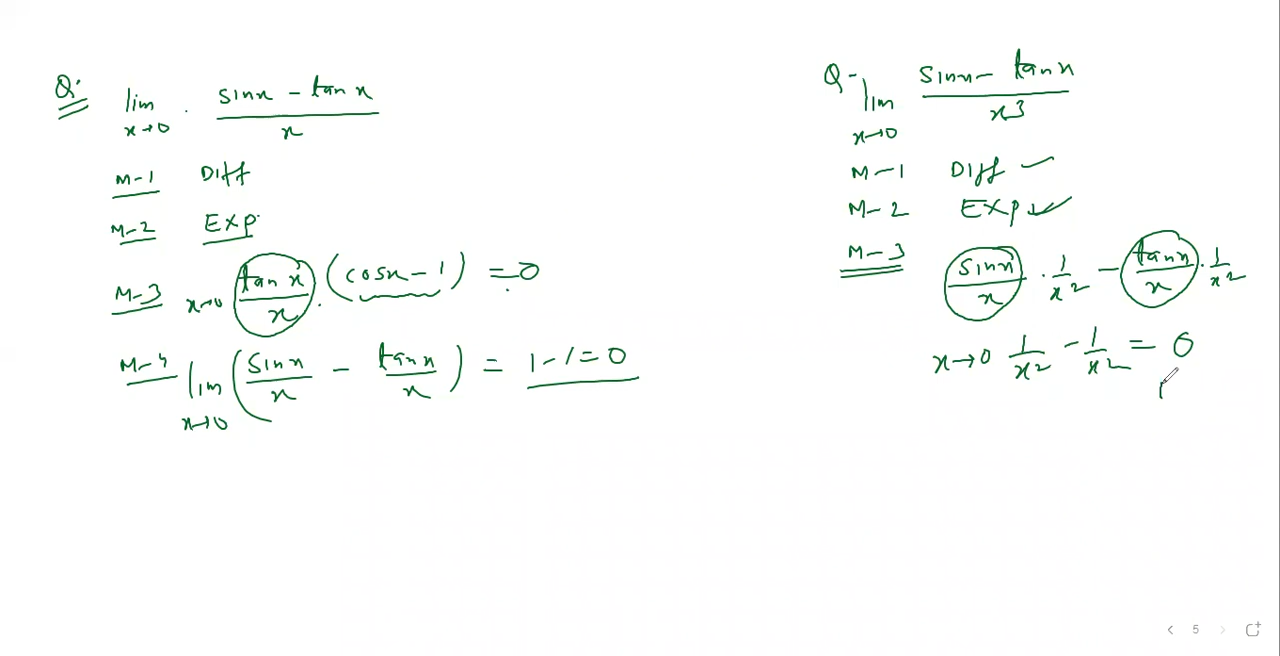 Q:
lim x→0 (sinx - tanx)/x
M-1 Diff
M-2 Exp.
M-3 x→0 (tanx/x).(cosx-1) = 0
M-4 lim x→0 (sinx/x - tanx/x) = 1-1=0
Q- lim x→0 (sinx - tanx)/x3
M-1 Diff ✓
M-2 Exp ✓
M-3 sinx/x . 1/x2 - tanx/x . 1/x2
x→0 1/x2 - 1/x2 = 0
5